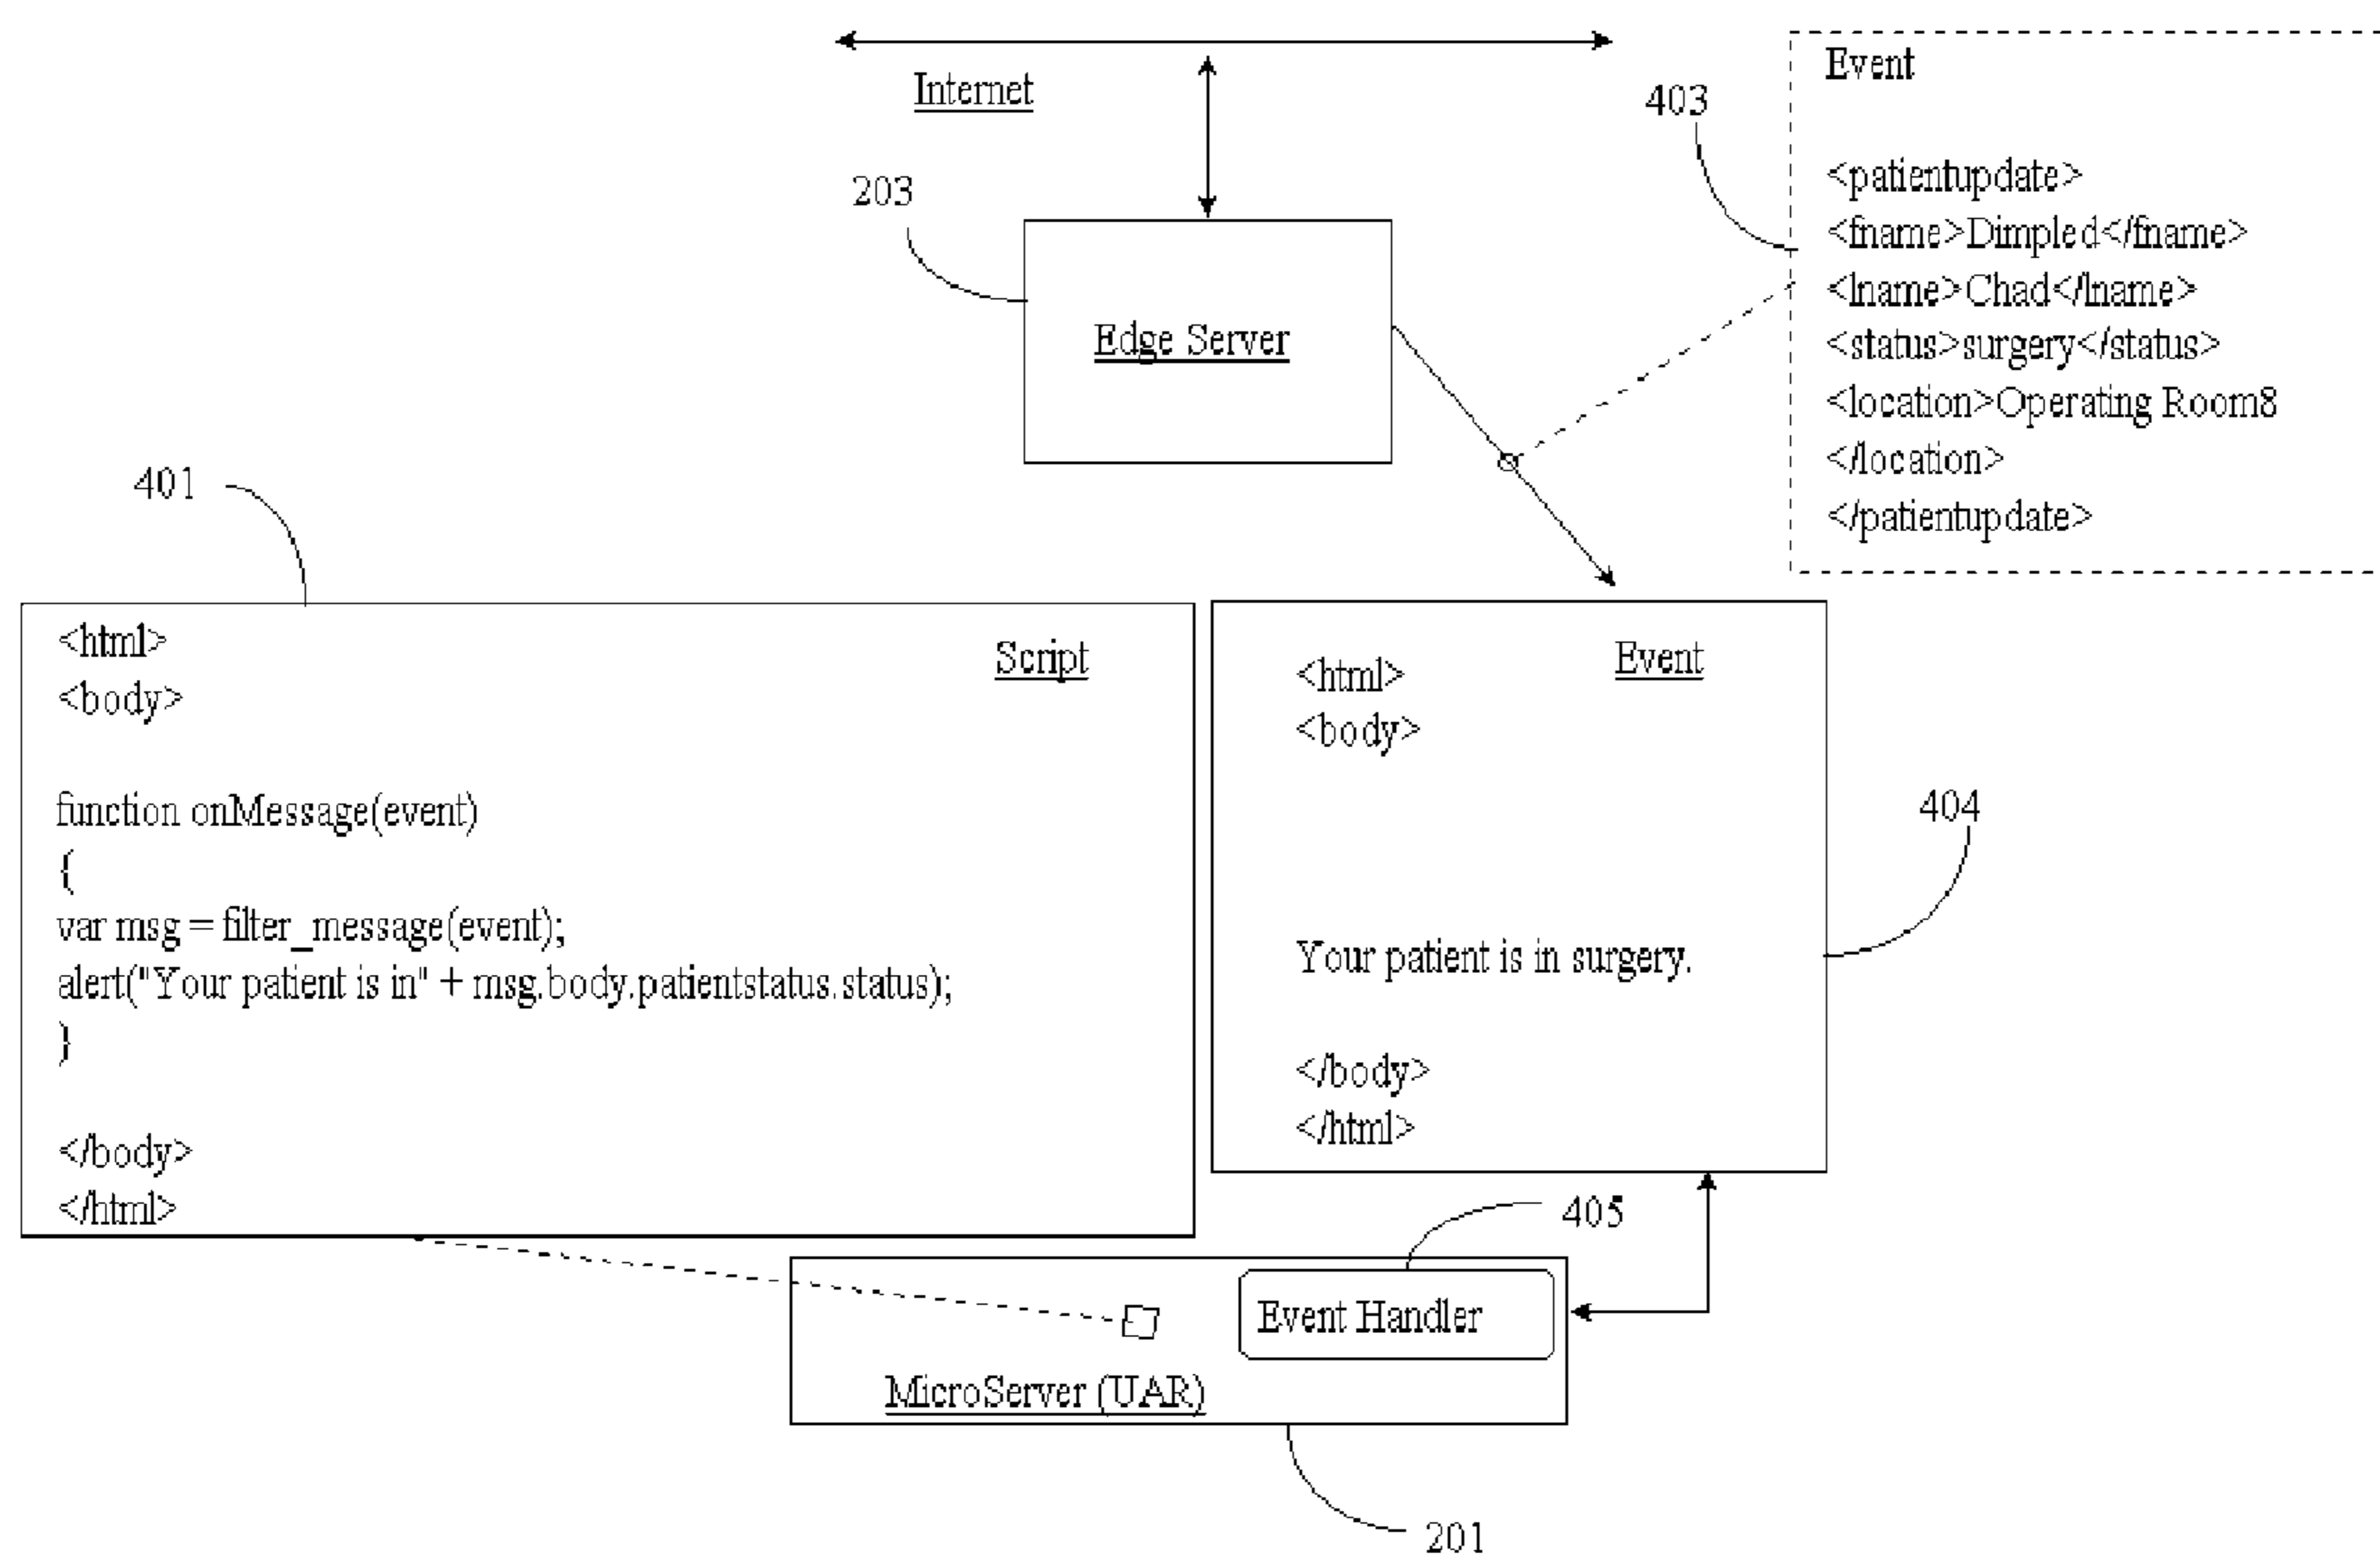 Internet
203
Edge Server
403
Event
<patientupdate>
<fname>Dimpled</fname>
<lname>Chad</lname>
<status>surgery</status>
<location>Operating Room8
</location>
</patientupdate>
401
Script
<html>
<body>
function onMessage(event)
{
var msg = filter_message(event);
alert("Your patient is in" + msg.body.patientstatus.status);
}
</body>
</html>
Event
<html>
<body>
Your patient is in surgery.
</body>
</html>
404
405
Event Handler
MicroServer (UAR)
201